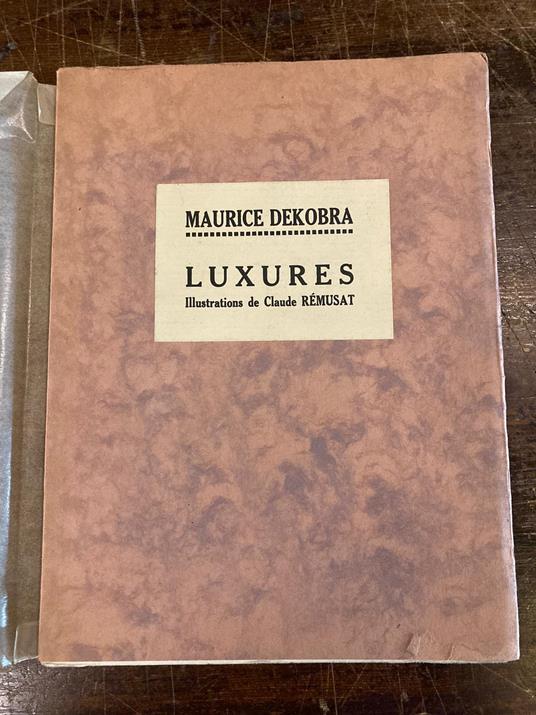 MAURICE DEKOBRA
LUXURES
Illustrations de Claude RÉMUSAT